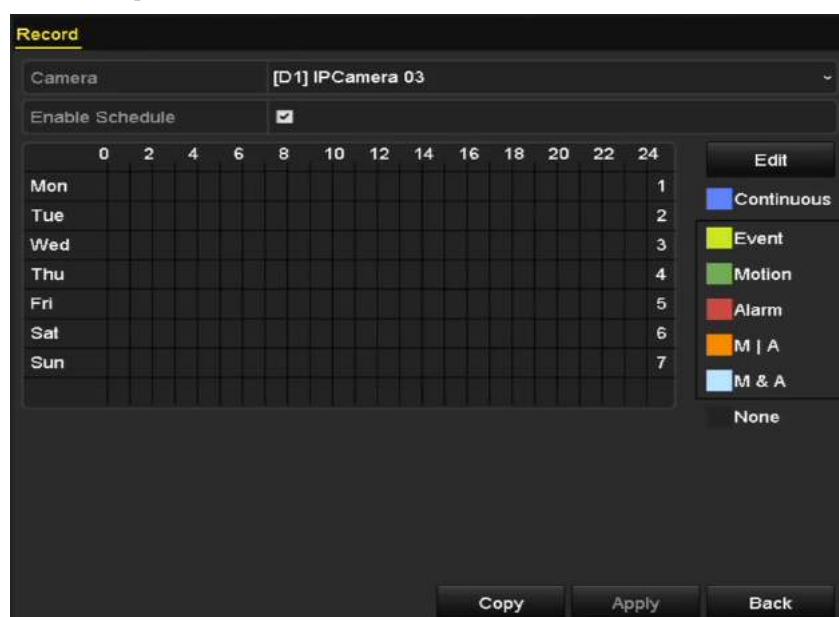 Record
Camera [D1] IPCamera 03
Enable Schedule
0 2 4 6 8 10 12 14 16 18 20 22 24
Mon 1
Tue 2
Wed 3
Thu 4
Fri 5
Sat 6
Sun 7
Edit
Continuous
Event
Motion
Alarm
M | A
M & A
None
Copy Apply Back